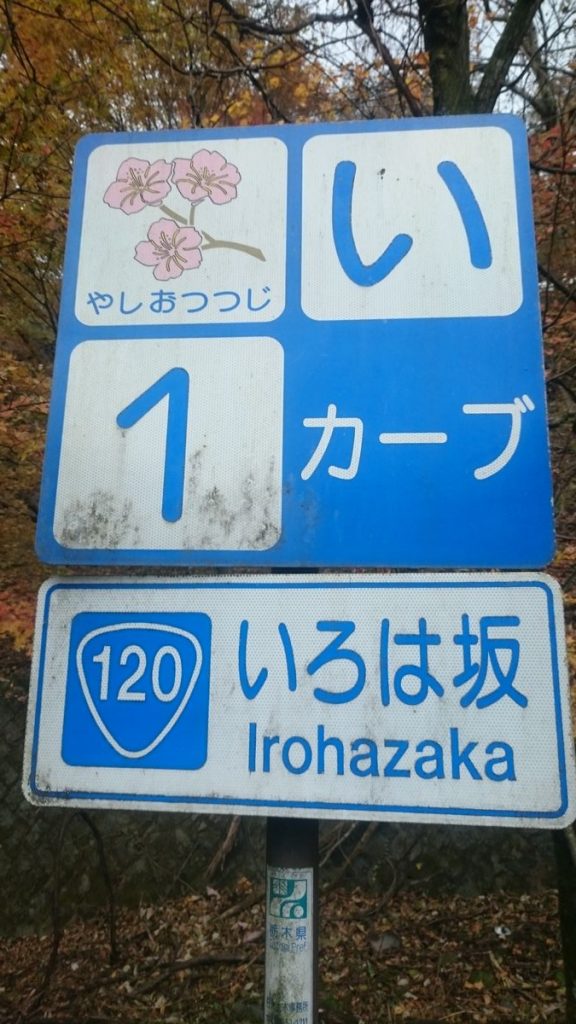 い
やしおつつじ
1
カーブ
120
いろは坂
Irohazaka
栃木県